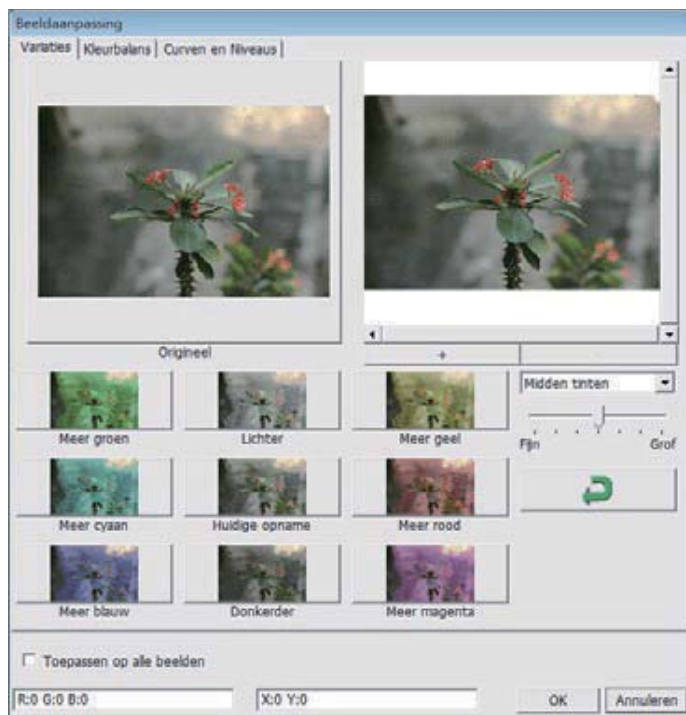 Beeldaanpassing
Variaties Kleurbalans Curven en Niveaus
Origineel
+
Midden tinten
Fijn Grof
Meer groen Lichter Meer geel
Meer cyaan Huidige opname Meer rood
Meer blauw Donkerder Meer magenta
Toepassen op alle beelden
R:0 G:0 B:0 X:0 Y:0 OK Annuleren